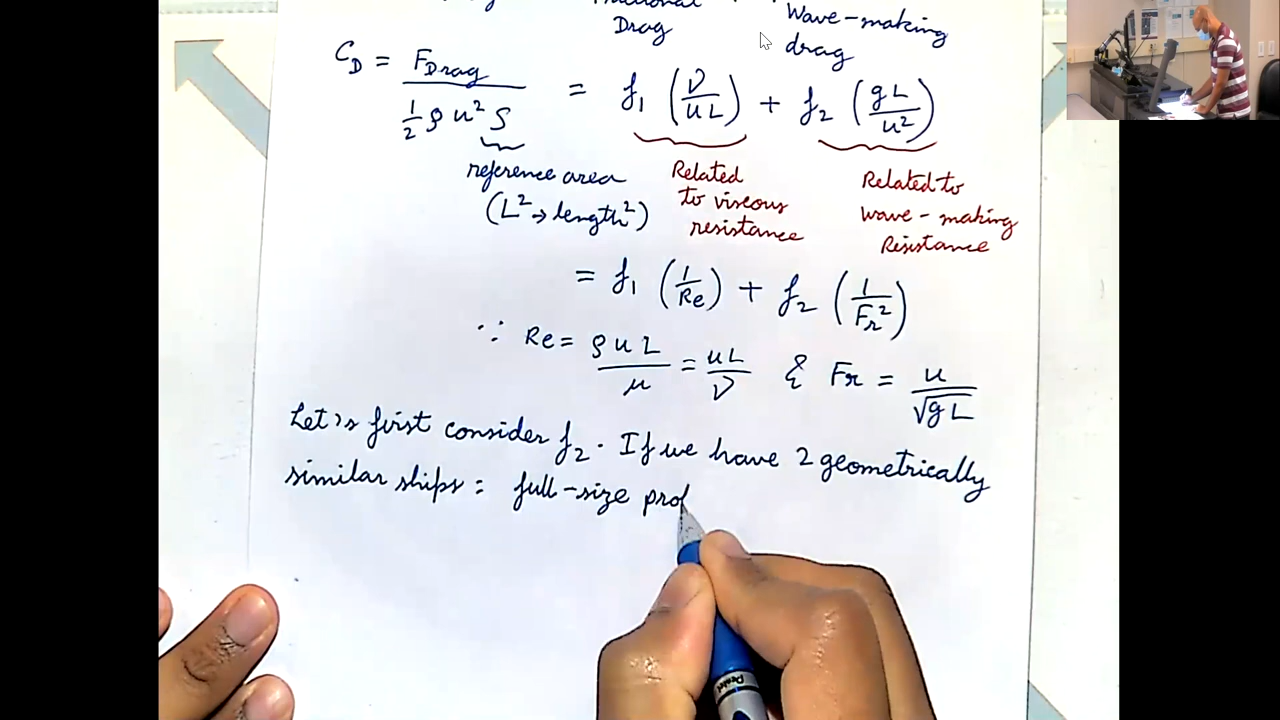 Drag
Wave-making
drag
C_D = F_Drag / (1/2 ρ u² S) = f₁ (ν / uL) + f₂ (gL / u²)
reference area
(L² → length²)
Related
to viscous
resistance
Related to
wave-making
Resistance
= f₁ (1/Re) + f₂ (1/Fr²)
∵ Re = ρuL / μ = uL / ν & Fr = u / √gL
Let's first consider f₂. If we have 2 geometrically
similar ships: full-size prot
Pentel